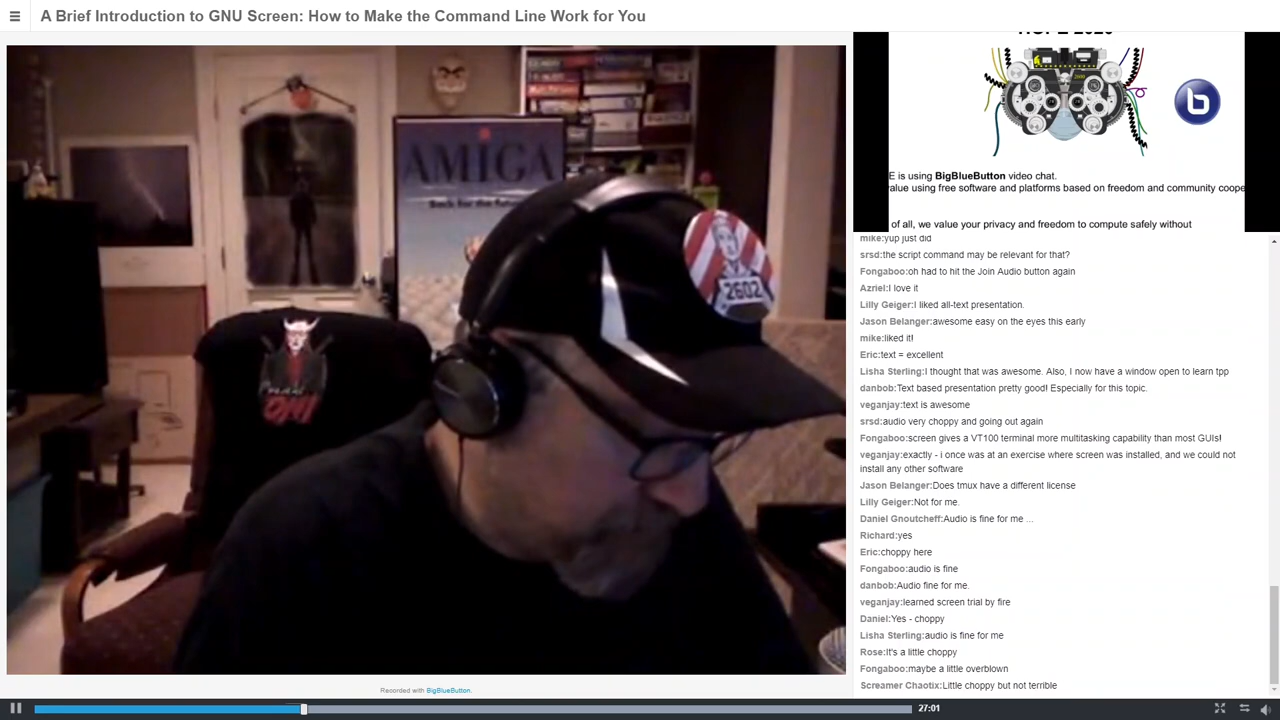 A Brief Introduction to GNU Screen: How to Make the Command Line Work for You
AMIGA
Back for the
2602
OM!
E is using BigBlueButton video chat.
alue using free software and platforms based on freedom and community coope
of all, we value your privacy and freedom to compute safely without
mike:yup just did
srsd:the script command may be relevant for that?
Fongaboo:oh had to hit the Join Audio button again
Azriel:I love it
Lilly Geiger:I liked all-text presentation.
Jason Belanger:awesome easy on the eyes this early
mike:liked it!
Eric:text = excellent
Lisha Sterling:I thought that was awesome. Also, I now have a window open to learn tpp
danbob:Text based presentation pretty good! Especially for this topic.
veganjay:text is awesome
srsd:audio very choppy and going out again
Fongaboo:screen gives a VT100 terminal more multitasking capability than most GUIs!
veganjay:exactly - i once was at an exercise where screen was installed, and we could not
install any other software
Jason Belanger:Does tmux have a different license
Lilly Geiger:Not for me.
Daniel Gnoutcheff:Audio is fine for me ...
Richard:yes
Eric:choppy here
Fongaboo:audio is fine
danbob:Audio fine for me.
veganjay:learned screen trial by fire
Daniel:Yes - choppy
Lisha Sterling:audio is fine for me
Rose:It's a little choppy
Fongaboo:maybe a little overblown
Screamer Chaotix:Little choppy but not terrible
Recorded with BigBlueButton.
27:01